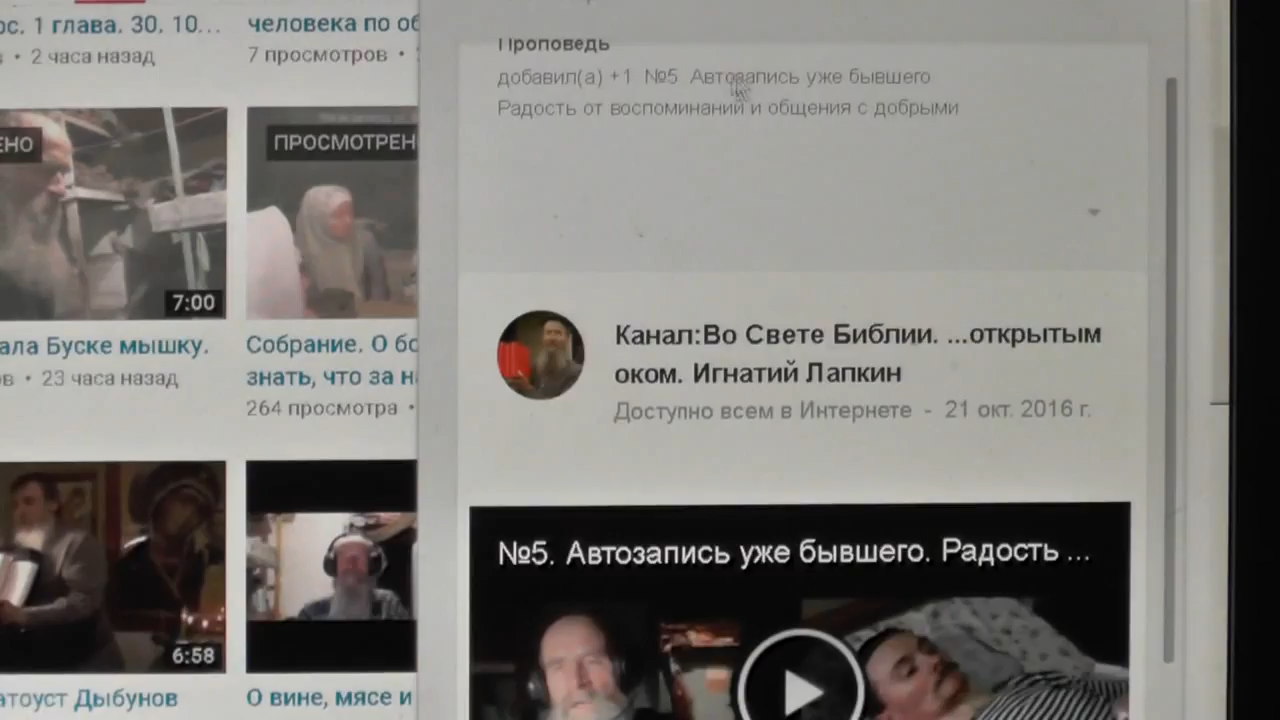 рс. 1 глава. 30, 10...
2 часа назад
человека по об
7 просмотров •
ЕНО
7:00
ПРОСМОТРЕН
ала Буске мышку.
в • 23 часа назад
Собрание. О бо
знать, что за н
264 просмотра •
6:58
атоуст Дыбунов
О вине, мясе и
Проповедь
добавил(а) +1 №5 Автозапись уже бывшего
Радость от воспоминаний и общения с добрыми
Канал:Во Свете Библии. ...открытым
оком. Игнатий Лапкин
Доступно всем в Интернете - 21 окт. 2016 г.
№5. Автозапись уже бывшего. Радость ...